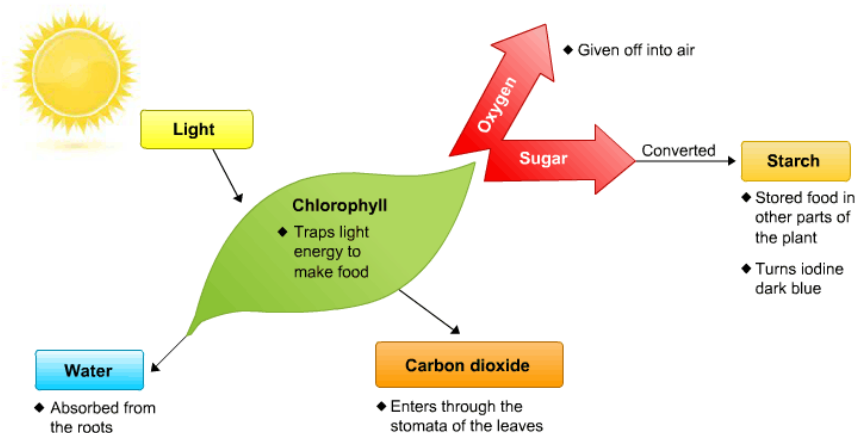 Light
Chlorophyll
◆ Traps light
energy to
make food
Oxygen
◆ Given off into air
Sugar
Converted
Starch
◆ Stored food in
other parts of
the plant
◆ Turns iodine
dark blue
Water
◆ Absorbed from
the roots
Carbon dioxide
◆ Enters through the
stomata of the leaves